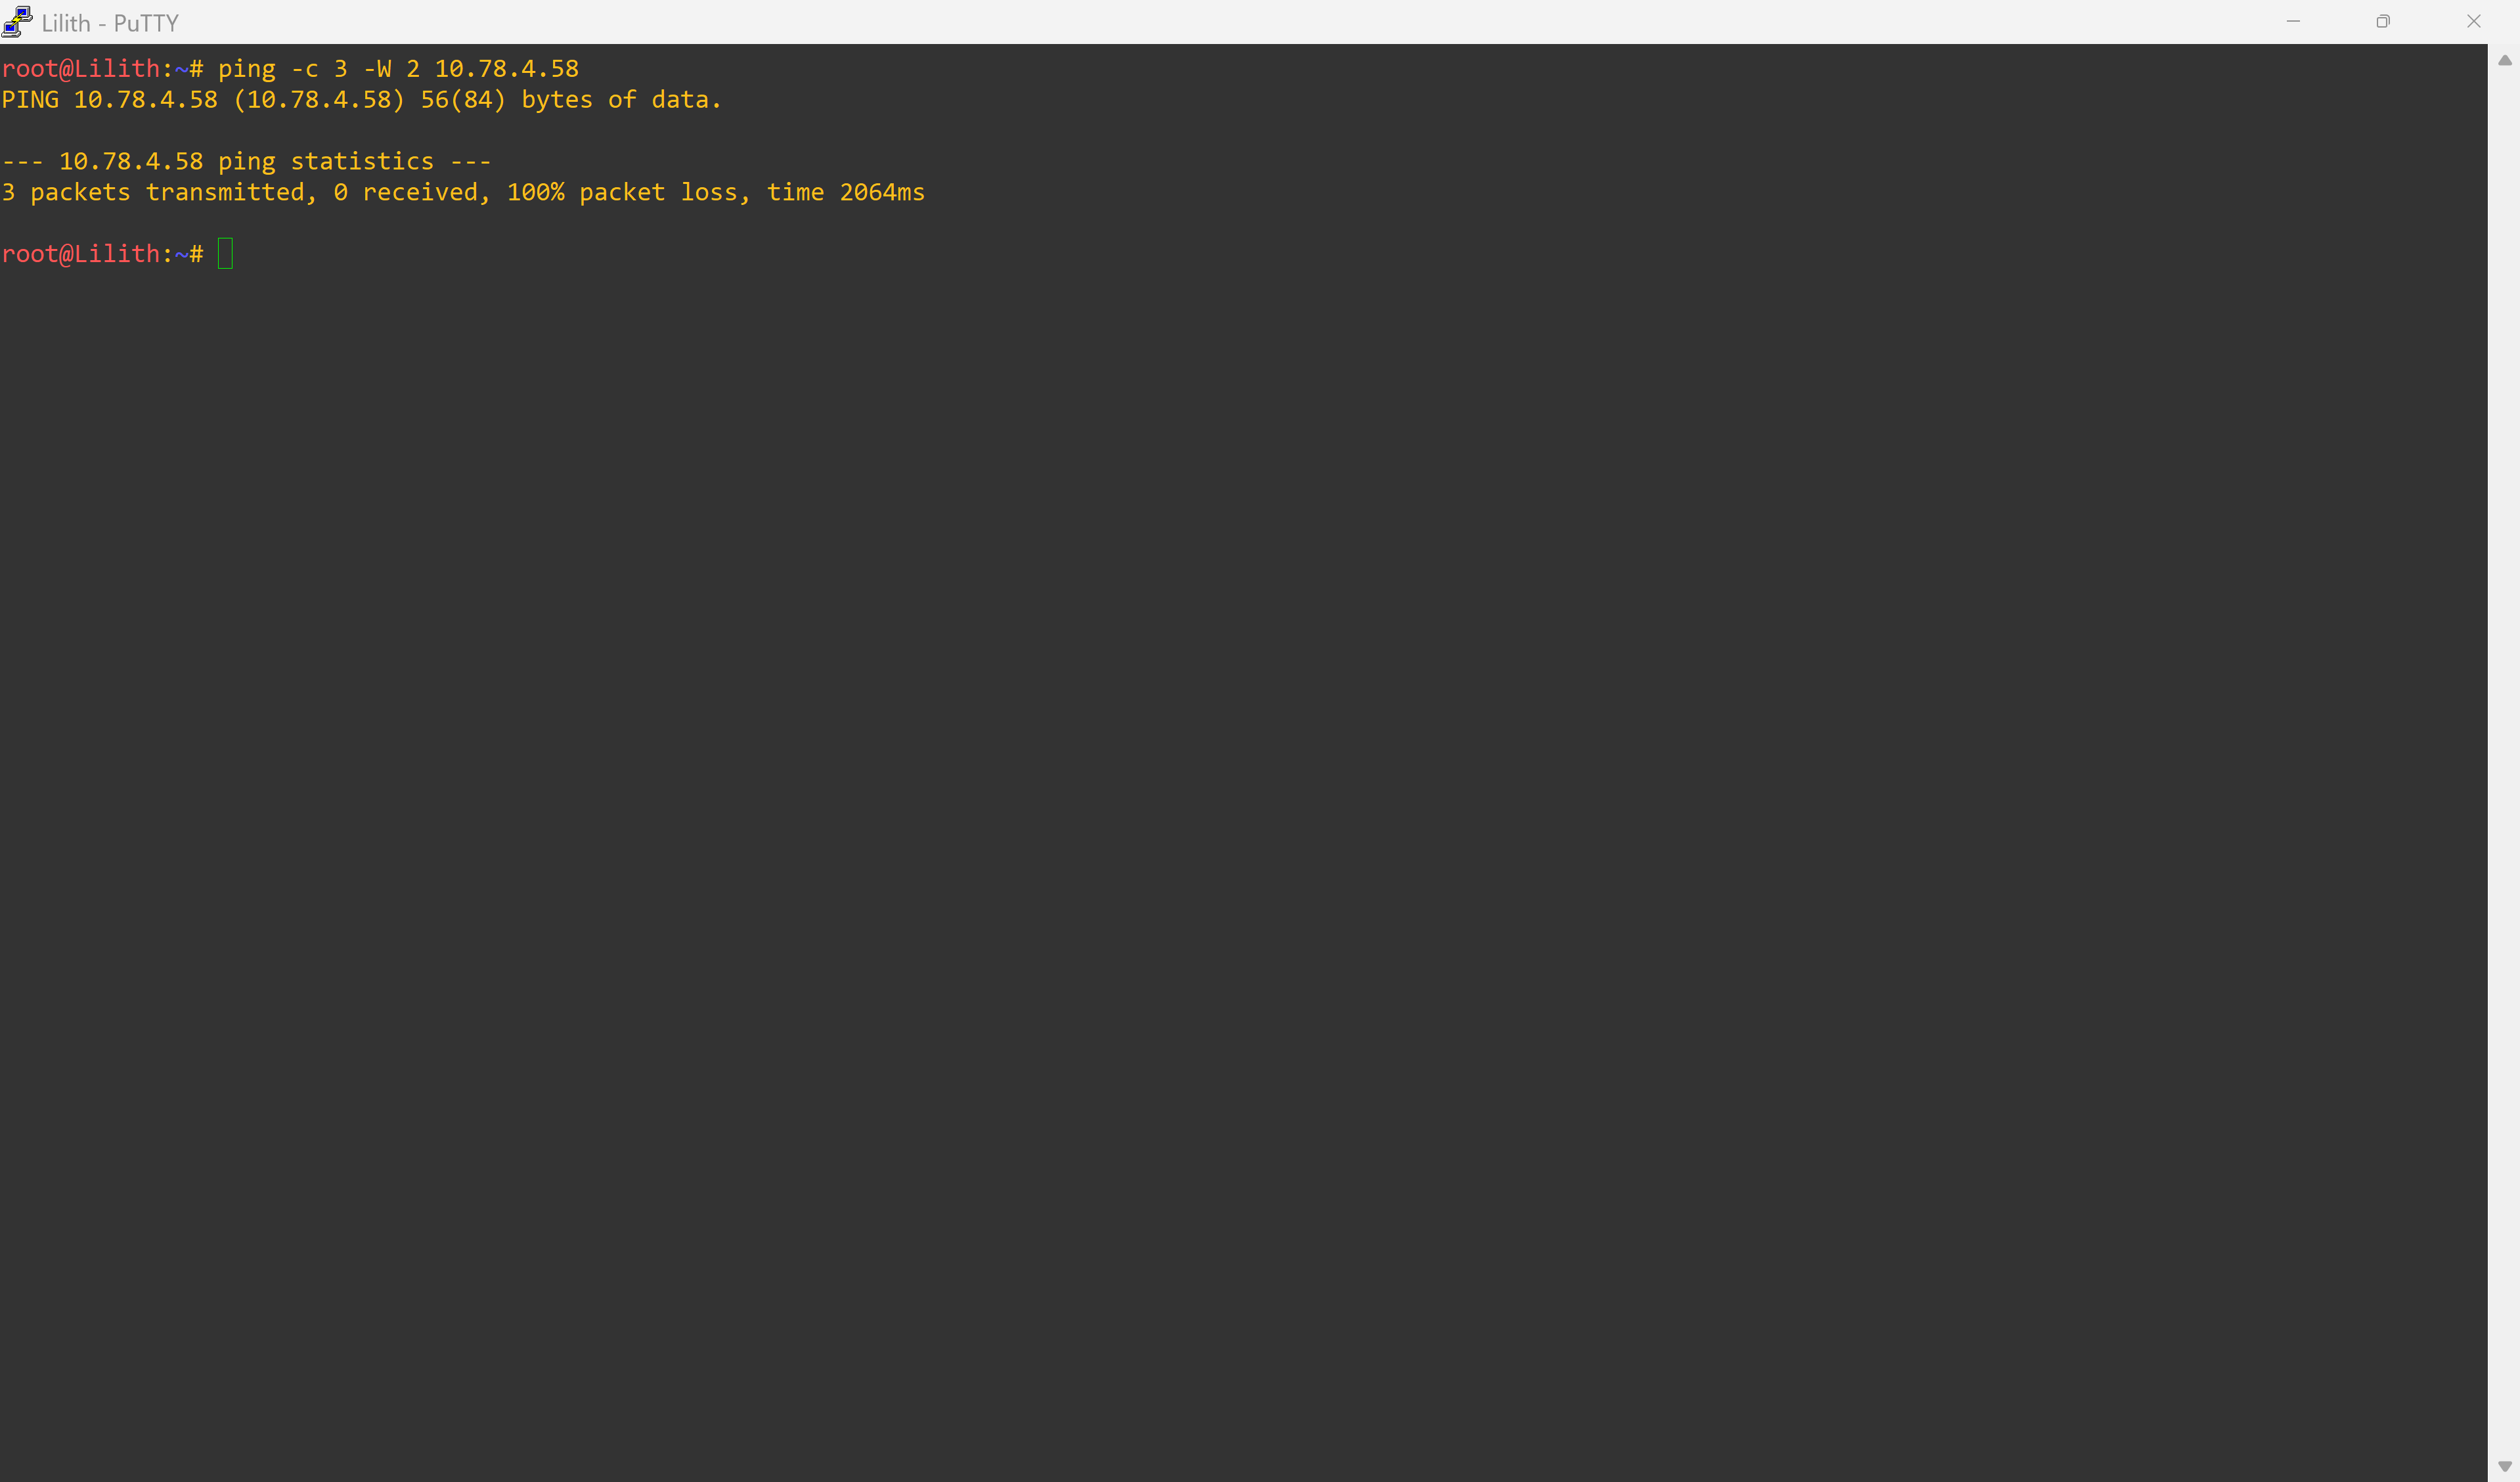 Lilith - PuTTY
root@Lilith:~# ping -c 3 -W 2 10.78.4.58
PING 10.78.4.58 (10.78.4.58) 56(84) bytes of data.
--- 10.78.4.58 ping statistics ---
3 packets transmitted, 0 received, 100% packet loss, time 2064ms
root@Lilith:~#